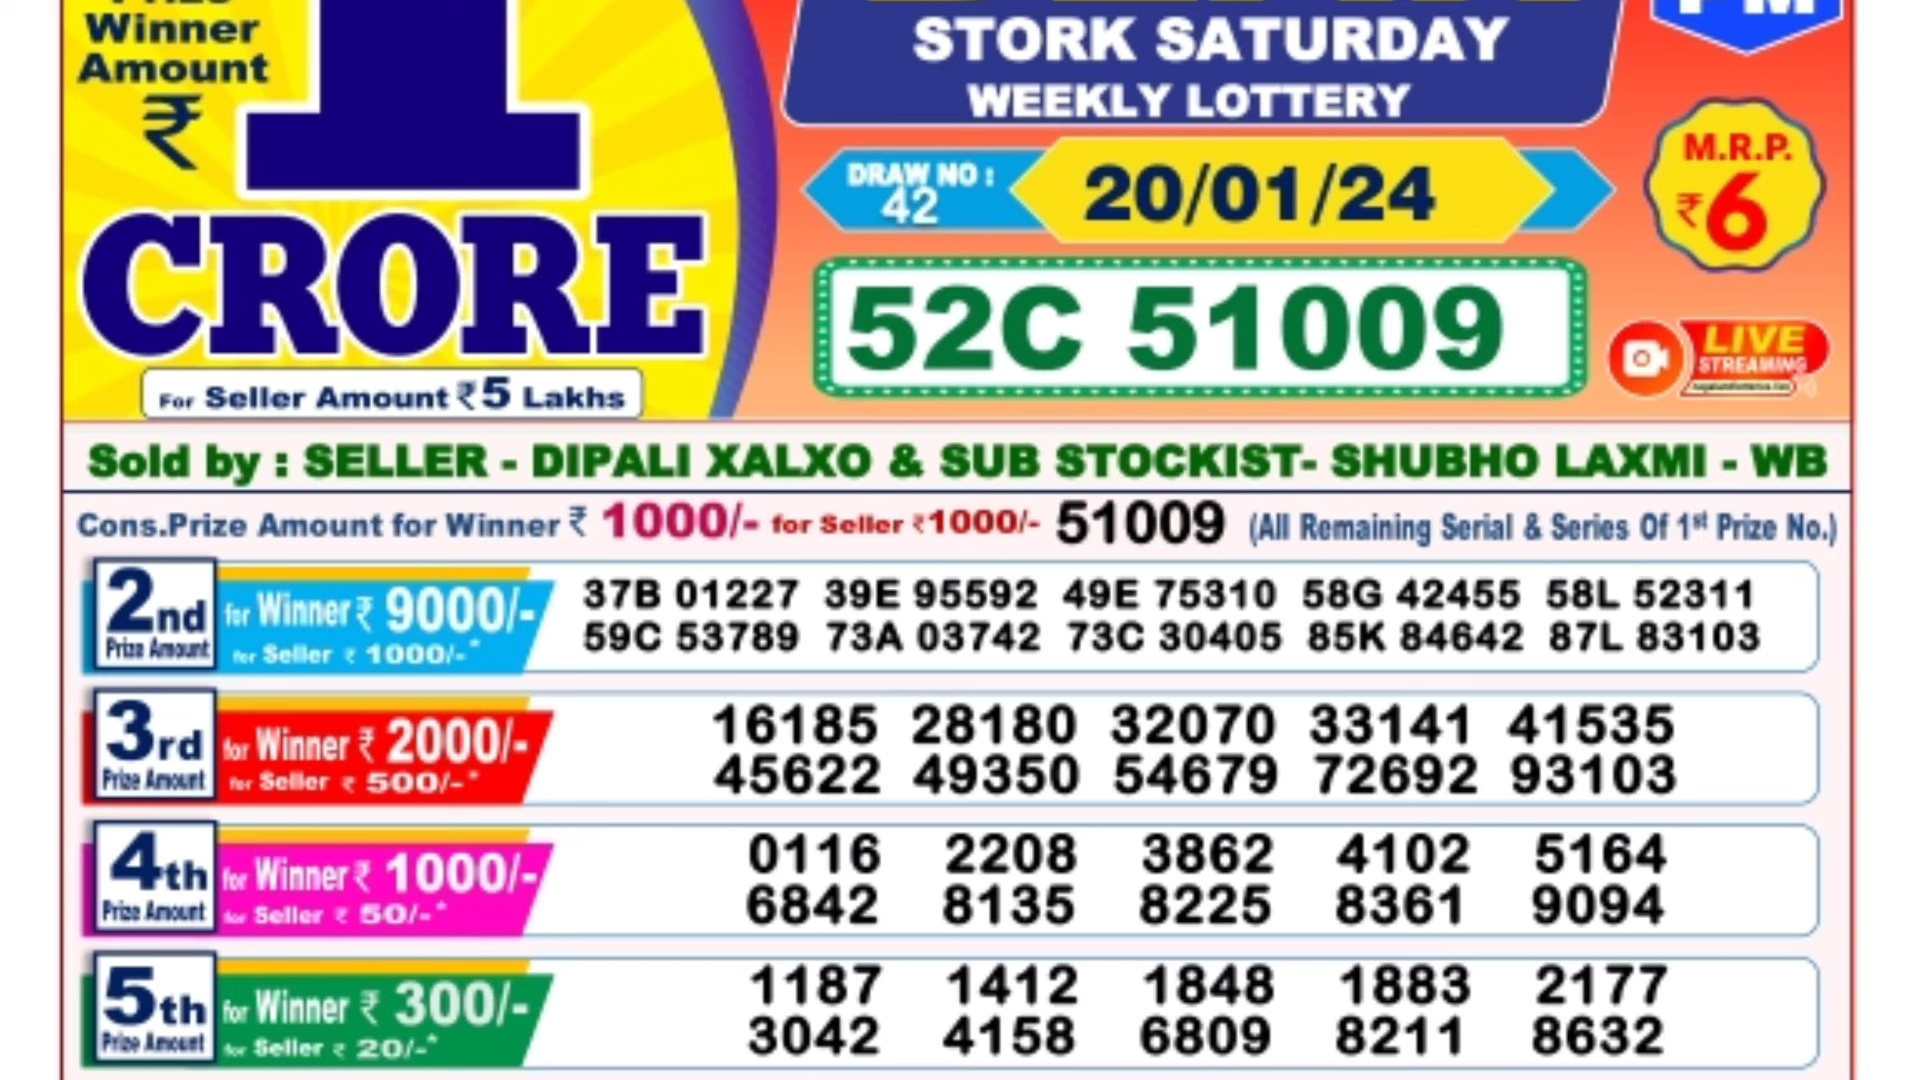 Winner
Amount
₹
1
CRORE
For Seller Amount ₹ 5 Lakhs
STORK SATURDAY
WEEKLY LOTTERY
PM
DRAW NO :
42
20/01/24
M.R.P.
₹6
52C 51009
LIVE
STREAMING
Sold by : SELLER - DIPALI XALXO & SUB STOCKIST- SHUBHO LAXMI - WB
Cons.Prize Amount for Winner ₹ 1000/- for Seller ₹1000/- 51009 (All Remaining Serial & Series Of 1st Prize No.)
2nd
Prize Amount
for Winner ₹ 9000/-
for Seller ₹ 1000/-*
37B 01227 39E 95592 49E 75310 58G 42455 58L 52311
59C 53789 73A 03742 73C 30405 85K 84642 87L 83103
3rd
Prize Amount
for Winner ₹ 2000/-
for Seller ₹ 500/-*
16185 28180 32070 33141 41535
45622 49350 54679 72692 93103
4th
Prize Amount
for Winner ₹ 1000/-
for Seller ₹ 50/-*
0116 2208 3862 4102 5164
6842 8135 8225 8361 9094
5th
Prize Amount
for Winner ₹ 300/-
for Seller ₹ 20/-*
1187 1412 1848 1883 2177
3042 4158 6809 8211 8632